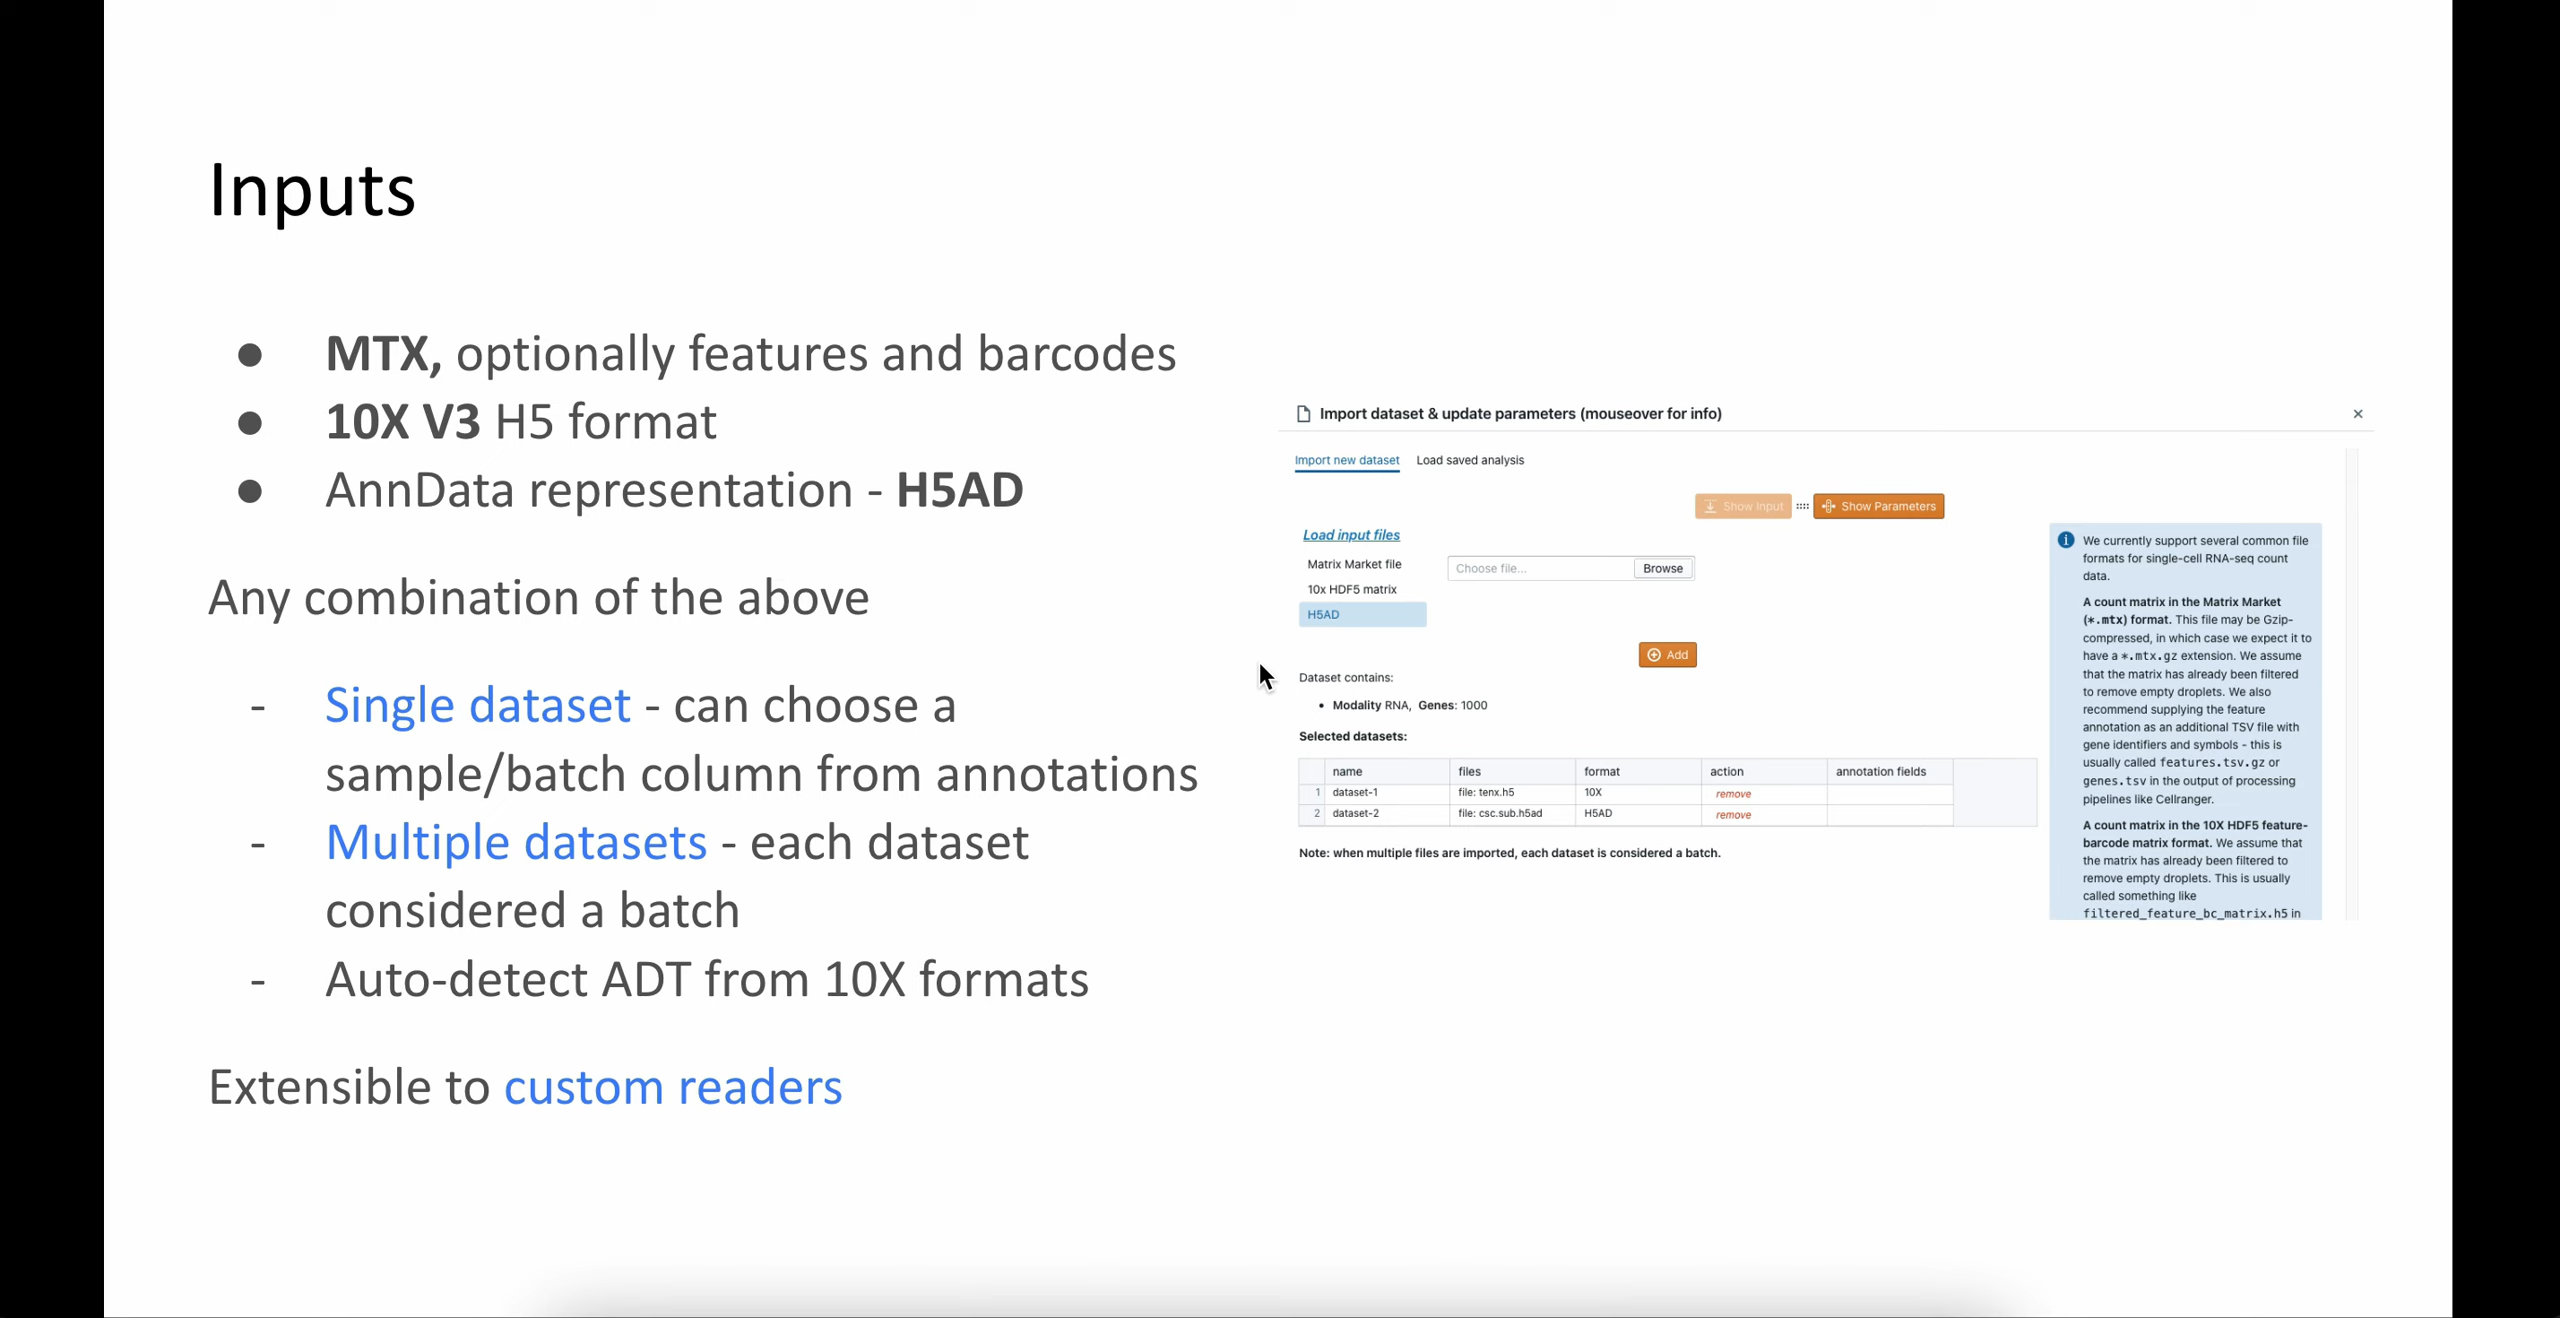 Inputs
● MTX, optionally features and barcodes
● 10X V3 H5 format
● AnnData representation - H5AD
Any combination of the above
- Single dataset - can choose a
sample/batch column from annotations
- Multiple datasets - each dataset
considered a batch
- Auto-detect ADT from 10X formats
Extensible to custom readers
Import dataset & update parameters (mouseover for info)
Import new dataset Load saved analysis
Show Input Show Parameters
Load input files
Matrix Market file
10x HDF5 matrix
H5AD
Choose file... Browse
Add
Dataset contains:
• Modality RNA, Genes: 1000
Selected datasets:
name files format action annotation fields
1 dataset-1 file: tenx.h5 10X remove
2 dataset-2 file: csc.sub.h5ad H5AD remove
Note: when multiple files are imported, each dataset is considered a batch.
We currently support several common file
formats for single-cell RNA-seq count
data.
A count matrix in the Matrix Market
(*.mtx) format. This file may be Gzip-
compressed, in which case we expect it to
have a *.mtx.gz extension. We assume
that the matrix has already been filtered
to remove empty droplets. We also
recommend supplying the feature
annotation as an additional TSV file with
gene identifiers and symbols - this is
usually called features.tsv.gz or
genes.tsv in the output of processing
pipelines like Cellranger.
A count matrix in the 10X HDF5 feature-
barcode matrix format. We assume that
the matrix has already been filtered to
remove empty droplets. This is usually
called something like
filtered_feature_bc_matrix.h5 in